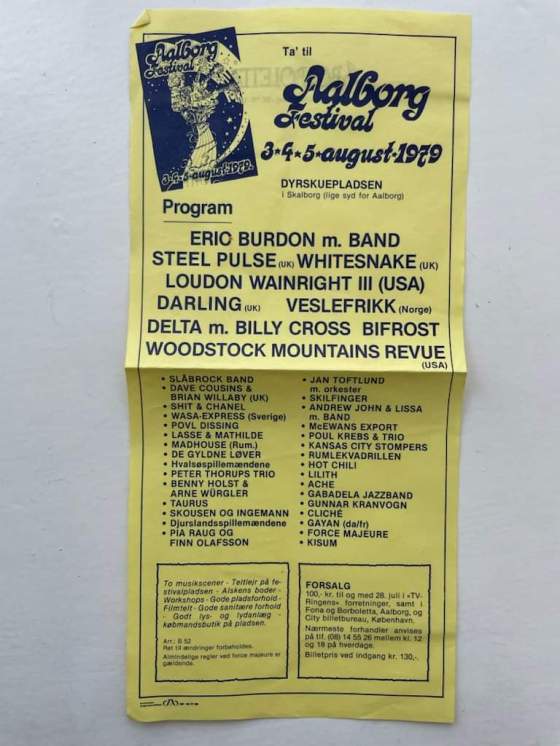 Aalborg
Festival
3·4·5·august·1979
Ta' til
Aalborg
Festival
3★4★5★august·1979
DYRSKUEPLADSEN
i Skalborg (lige syd for Aalborg)
Program
ERIC BURDON m. BAND
STEEL PULSE (UK) WHITESNAKE (UK)
LOUDON WAINRIGHT III (USA)
DARLING (UK) VESLEFRIKK (Norge)
DELTA m. BILLY CROSS BIFROST
WOODSTOCK MOUNTAINS REVUE
(USA)
• SLÅBROCK BAND
• DAVE COUSINS &
BRIAN WILLABY (UK)
• SHIT & CHANEL
• WASA-EXPRESS (Sverige)
• POVL DISSING
• LASSE & MATHILDE
• MADHOUSE (Rum.)
• DE GYLDNE LØVER
• Hvalsøspillemændene
• PETER THORUPS TRIO
• BENNY HOLST &
ARNE WÜRGLER
• TAURUS
• SKOUSEN OG INGEMANN
• Djurslandsspillemændene
• PIA RAUG OG
FINN OLAFSSON
• JAN TOFTLUND
m. orkester
• SKILFINGER
• ANDREW JOHN & LISSA
m. BAND
• McEWANS EXPORT
• POUL KREBS & TRIO
• KANSAS CITY STOMPERS
• RUMLEKVADRILLEN
• HOT CHILI
• LILITH
• ACHE
• GABADELA JAZZBAND
• GUNNAR KRANVOGN
• CLICHÉ
• GAYAN (da/fr)
• FORCE MAJEURE
• KISUM
To musikscener - Teltlejr på fe-
stivalpladsen - Alskens boder -
Workshops - Gode pladsforhold -
Filmtelt - Gode sanitære forhold
- Godt lys- og lydanlæg -
købmandsbutik på pladsen.
Arr.: B 52
Ret til ændringer forbeholdes.
Almindelige regler ved force majeure er
gældende.
FORSALG
100,- kr. til og med 28. juli i »TV-
Ringens« forretninger, samt i
Fona og Borboletta, Aalborg, og
City billetbureau, København.
Nærmeste forhandler anvises
på tlf. (08) 14 55 26 mellem kl. 12
og 18 på hverdage.
Billetpris ved indgang kr. 130,-.